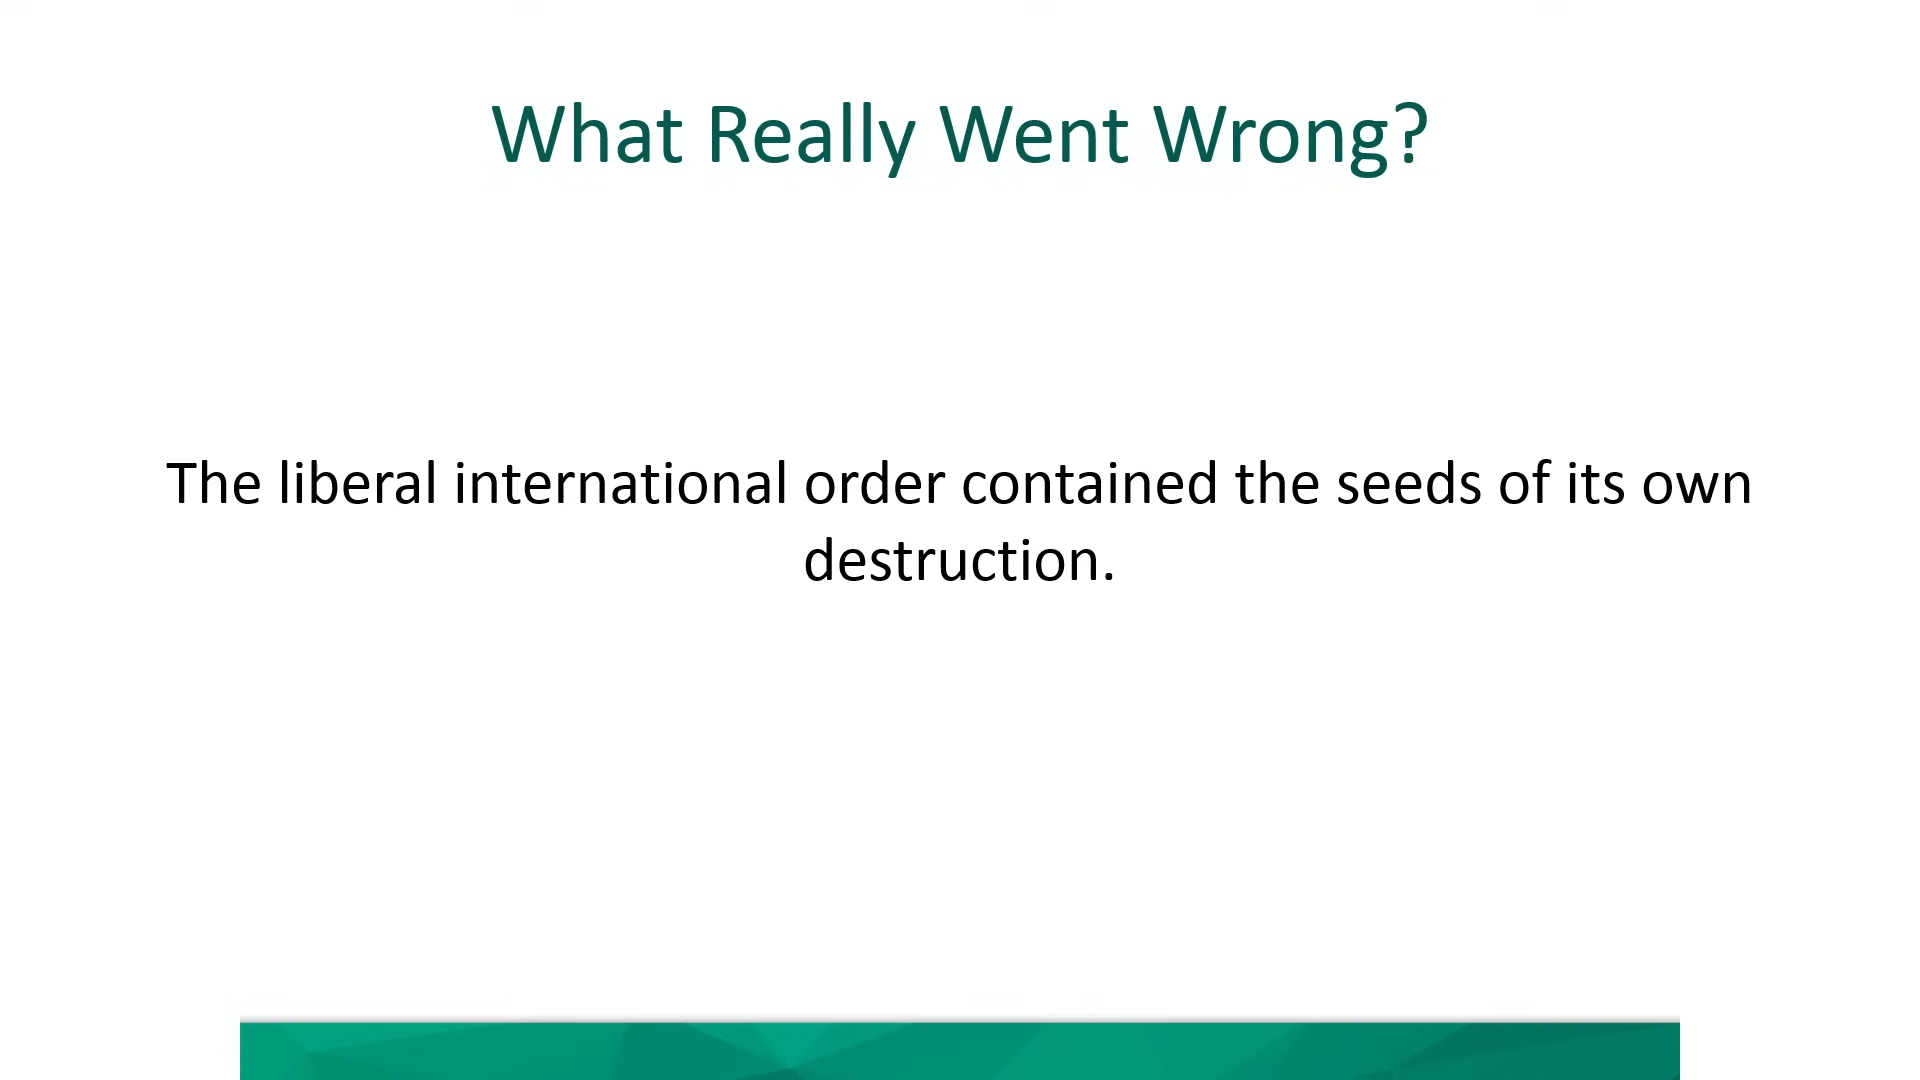 What Really Went Wrong?
The liberal international order contained the seeds of its own
destruction.